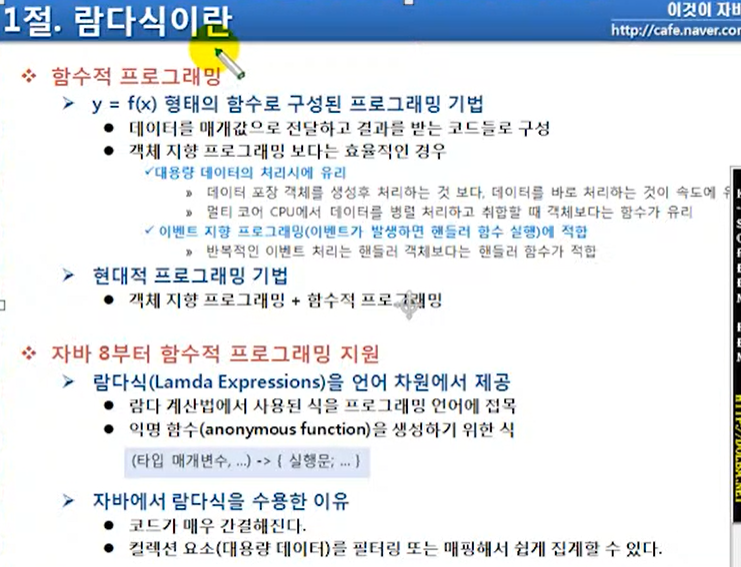 1절. 람다식이란
이것이 자바
http://cafe.naver.com
❖ 함수적 프로그래밍
➢ y = f(x) 형태의 함수로 구성된 프로그래밍 기법
● 데이터를 매개값으로 전달하고 결과를 받는 코드들로 구성
● 객체 지향 프로그래밍 보다는 효율적인 경우
✓대용량 데이터의 처리시에 유리
» 데이터 포장 객체를 생성후 처리하는 것 보다, 데이터를 바로 처리하는 것이 속도에 유
» 멀티 코어 CPU에서 데이터를 병렬 처리하고 취합할 때 객체보다는 함수가 유리
✓ 이벤트 지향 프로그래밍(이벤트가 발생하면 핸들러 함수 실행)에 적합
» 반복적인 이벤트 처리는 핸들러 객체보다는 핸들러 함수가 적합
➢ 현대적 프로그래밍 기법
● 객체 지향 프로그래밍 + 함수적 프로그래밍
❖ 자바 8부터 함수적 프로그래밍 지원
➢ 람다식(Lamda Expressions)을 언어 차원에서 제공
● 람다 계산법에서 사용된 식을 프로그래밍 언어에 접목
● 익명 함수(anonymous function)을 생성하기 위한 식
(타입 매개변수, ...) -> { 실행문; ... }
➢ 자바에서 람다식을 수용한 이유
● 코드가 매우 간결해진다.
● 컬렉션 요소(대용량 데이터)를 필터링 또는 매핑해서 쉽게 집계할 수 있다.